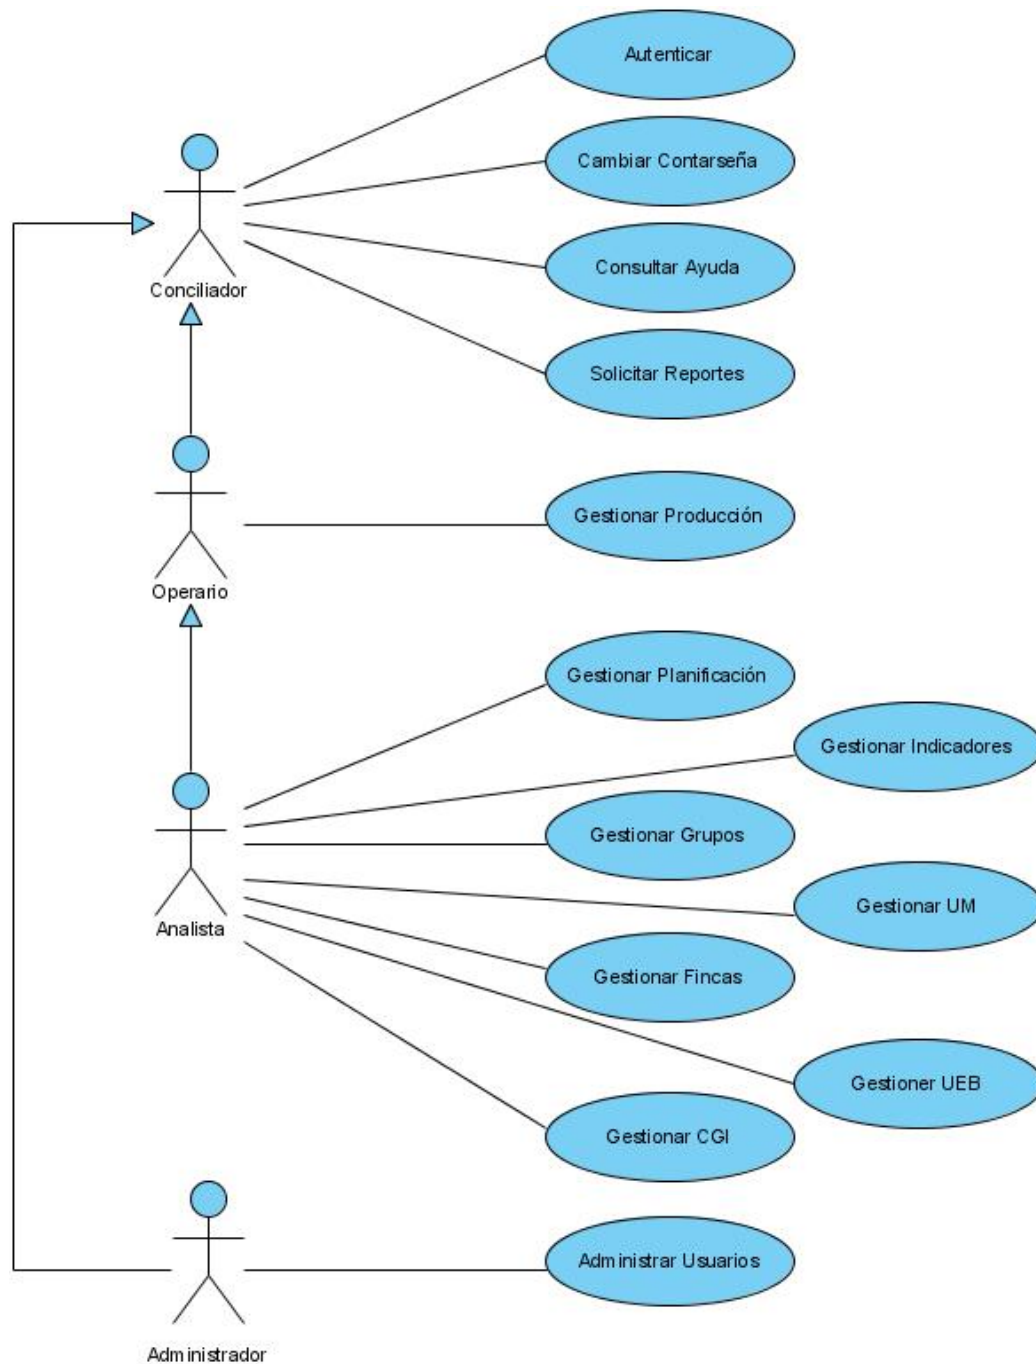 Autenticar
Cambiar Contarseña
Conciliador
Consultar Ayuda
Solicitar Reportes
Gestionar Producción
Operario
Gestionar Planificación
Gestionar Indicadores
Gestionar Grupos
Gestionar UM
Analista
Gestionar Fincas
Gestioner UEB
Gestionar CGI
Administrar Usuarios
Administrador